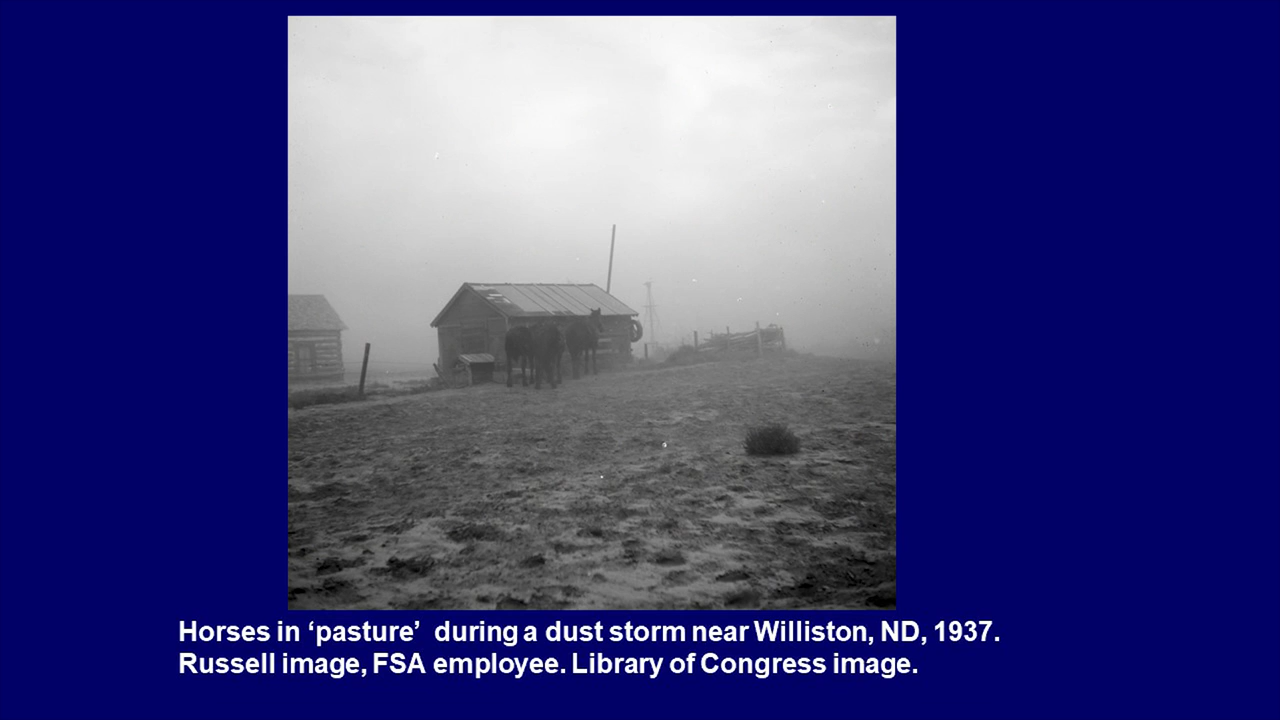 Horses in ‘pasture’ during a dust storm near Williston, ND, 1937.
Russell image, FSA employee. Library of Congress image.